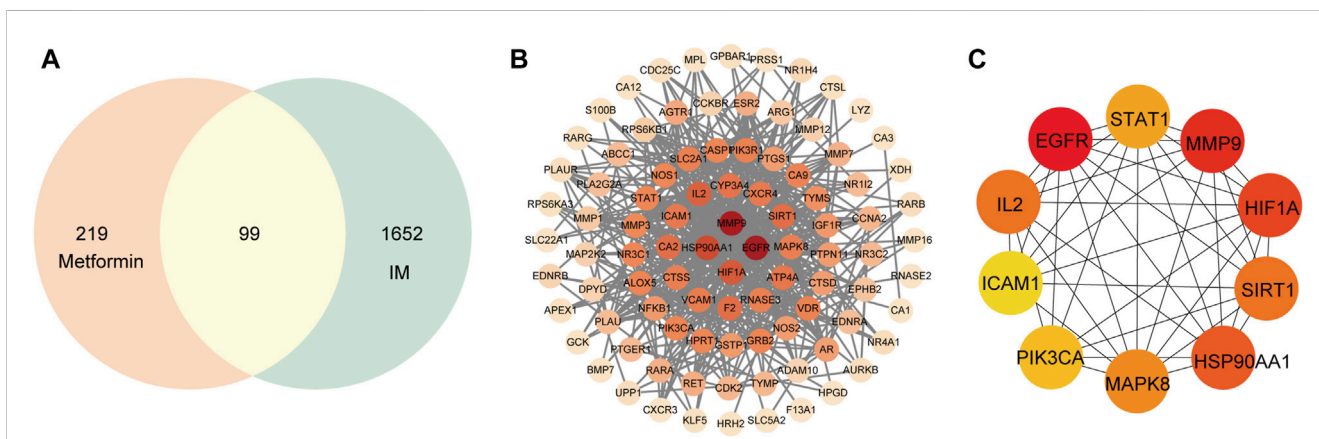 A
219
Metformin
99
1652
IM
B
MPL
GPBAR1
PRSS1
CDC25C
NR1H4
CA12
CCKBR
ESR2
CTSL
S100B
AGTR1
ARG1
LYZ
RPS6KB1
MMP12
RARG
CASP1
PIK3R1
CA3
ABCC1
SLC2A1
PTGS1
MMP7
PLAUR
NOS1
CA9
XDH
PLA2G2A
IL2
CYP3A4
CXCR4
NR1I2
RPS6KA3
STAT1
TYMS
RARB
MMP1
ICAM1
MMP9
SIRT1
CCNA2
MMP3
IGF1R
SLC22A1
MMP16
MAP2K2
NR3C1
CA2
HSP90AA1
EGFR
MAPK8
PTPN11
NR3C2
EDNRB
HIF1A
RNASE2
DPYD
ALOX5
CTSS
ATP4A
CTSD
EPHB2
APEX1
VCAM1
F2
RNASE3
VDR
CA1
NFKB1
PLAU
EDNRA
PIK3CA
NOS2
NR4A1
GCK
HPRT1
GSTP1
GRB2
PTGER1
AR
BMP7
RARA
ADAM10
AURKB
RET
CDK2
TYMP
UPP1
HPGD
CXCR3
F13A1
KLF5
HRH2
SLC5A2
C
STAT1
EGFR
MMP9
IL2
HIF1A
ICAM1
SIRT1
PIK3CA
HSP90AA1
MAPK8